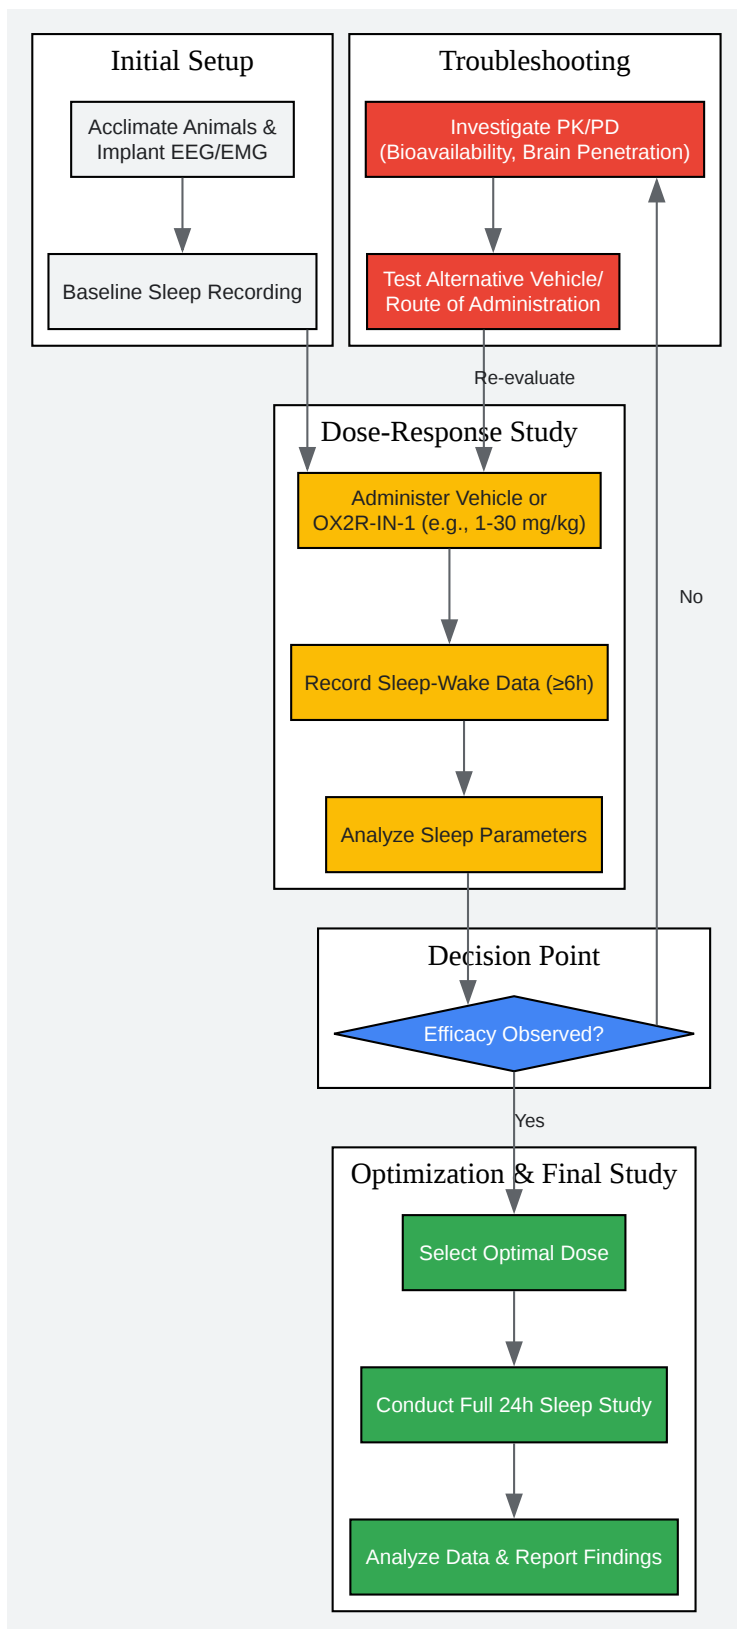 Initial Setup
Acclimate Animals &
Implant EEG/EMG
Baseline Sleep Recording
Troubleshooting
Investigate PK/PD
(Bioavailability, Brain Penetration)
Test Alternative Vehicle/
Route of Administration
Re-evaluate
Dose-Response Study
Administer Vehicle or
OX2R-IN-1 (e.g., 1-30 mg/kg)
No
Record Sleep-Wake Data (≥6h)
Analyze Sleep Parameters
Decision Point
Efficacy Observed?
Yes
Optimization & Final Study
Select Optimal Dose
Conduct Full 24h Sleep Study
Analyze Data & Report Findings